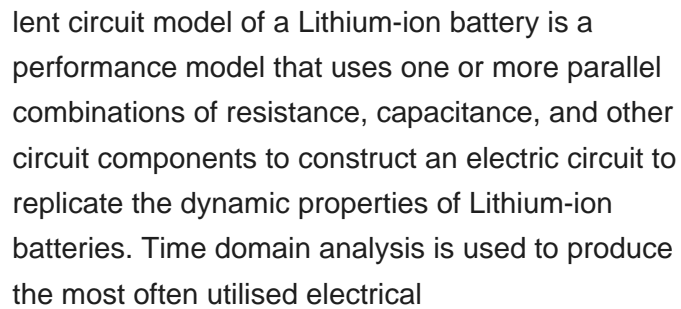 lent circuit model of a Lithium-ion battery is a
performance model that uses one or more parallel
combinations of resistance, capacitance, and other
circuit components to construct an electric circuit to
replicate the dynamic properties of Lithium-ion
batteries. Time domain analysis is used to produce
the most often utilised electrical